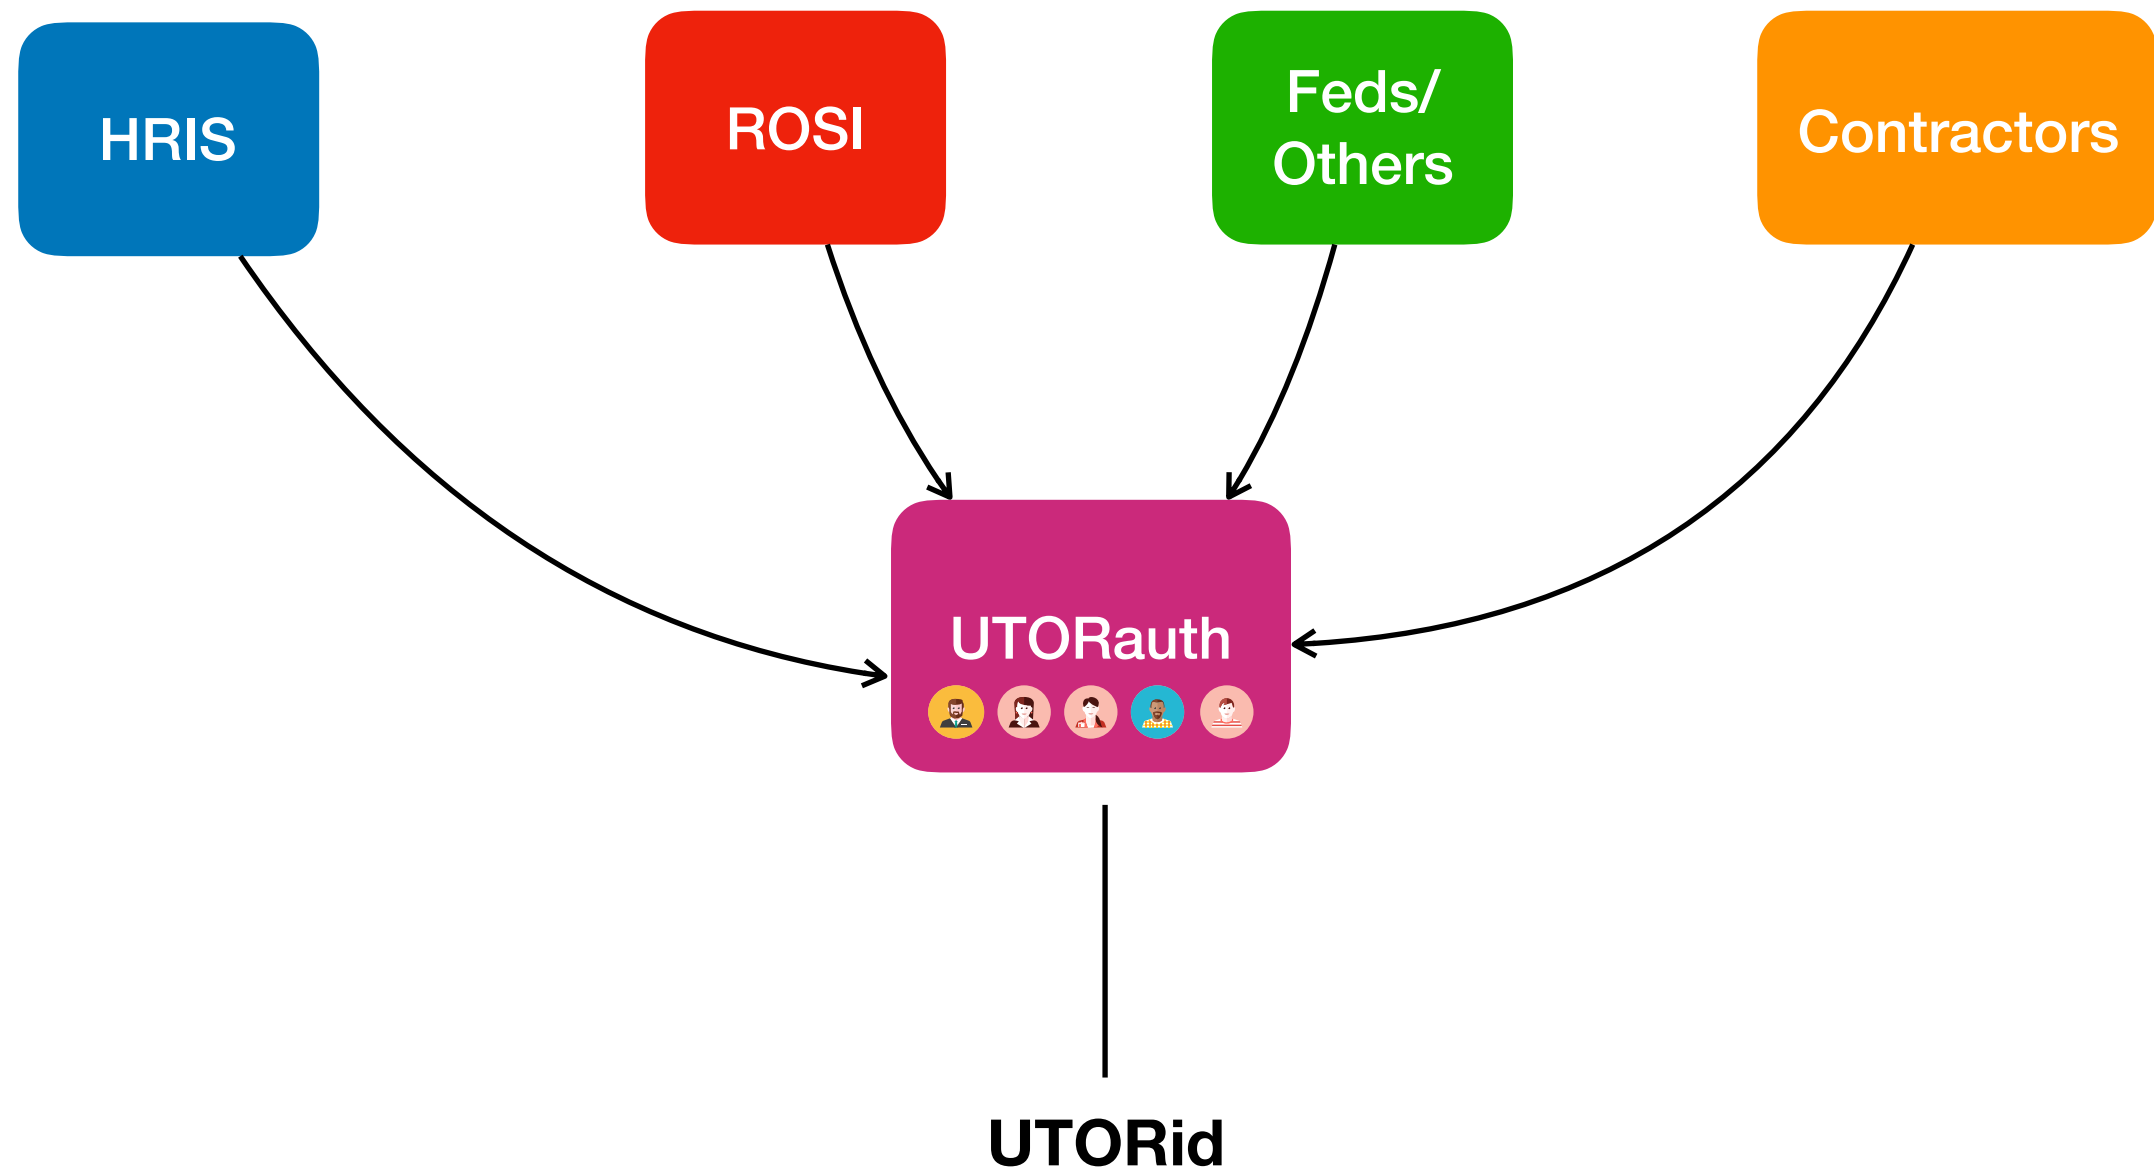 HRIS
ROSI
Feds/
Others
Contractors
UTORauth
UTORid